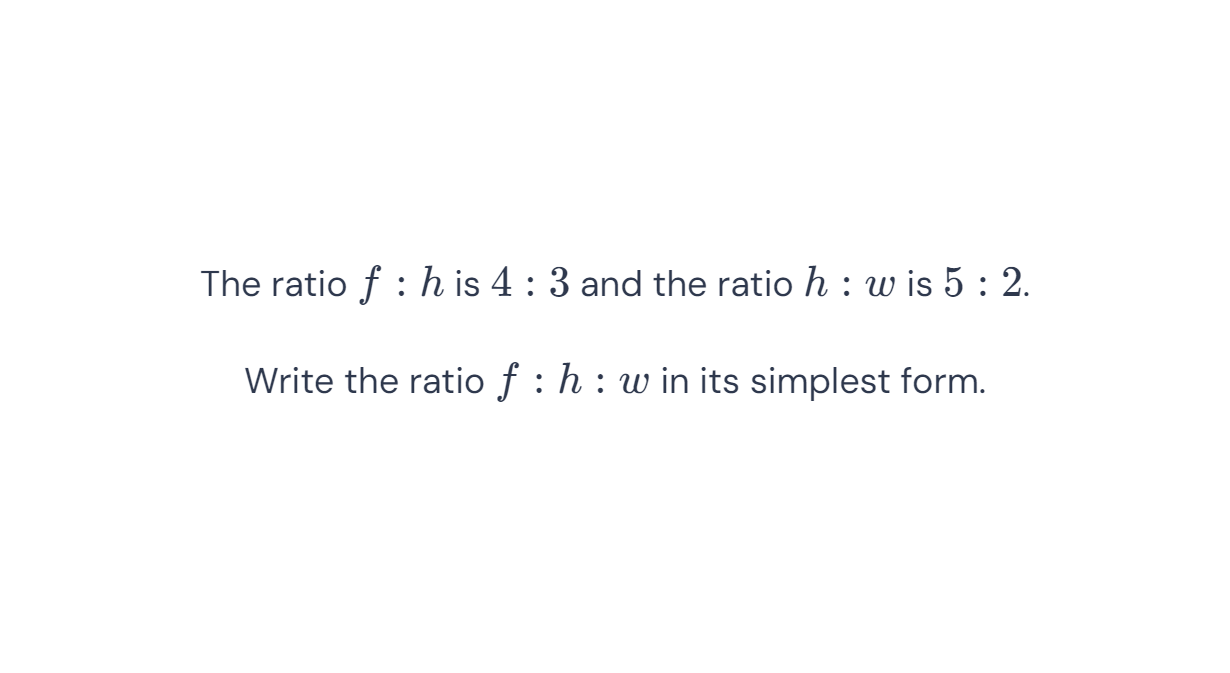 The ratio f : h is 4 : 3 and the ratio h : w is 5 : 2.
Write the ratio f : h : w in its simplest form.